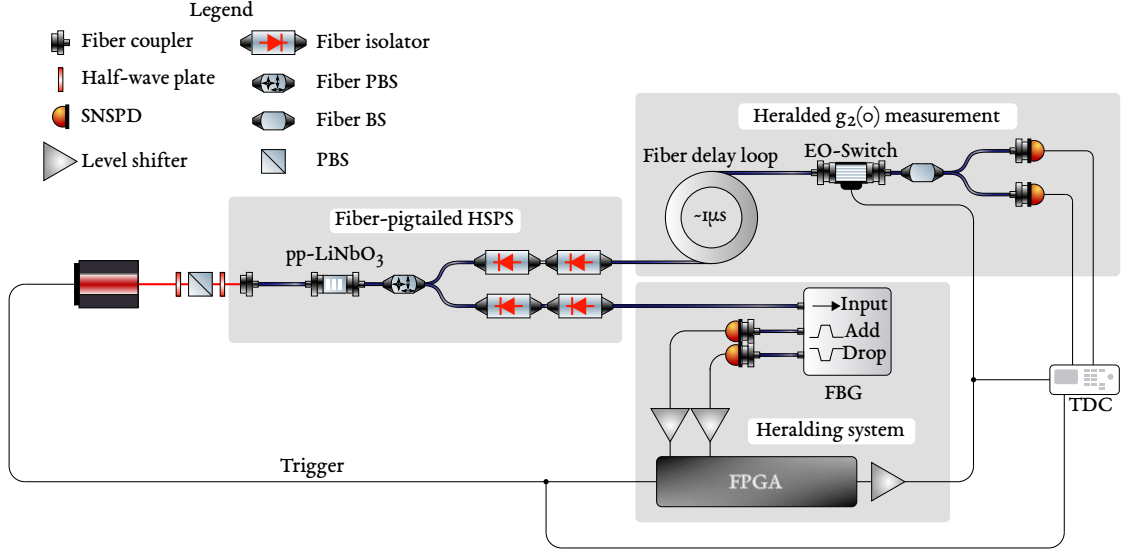 Legend
Fiber coupler
Fiber isolator
Half-wave plate
Fiber PBS
SNSPD
Fiber BS
Level shifter
PBS
Heralded g₂(0) measurement
Fiber delay loop
EO-Switch
~1μs
Fiber-pigtailed HSPS
pp-LiNbO₃
Input
Add
Drop
FBG
TDC
Heralding system
Trigger
FPGA